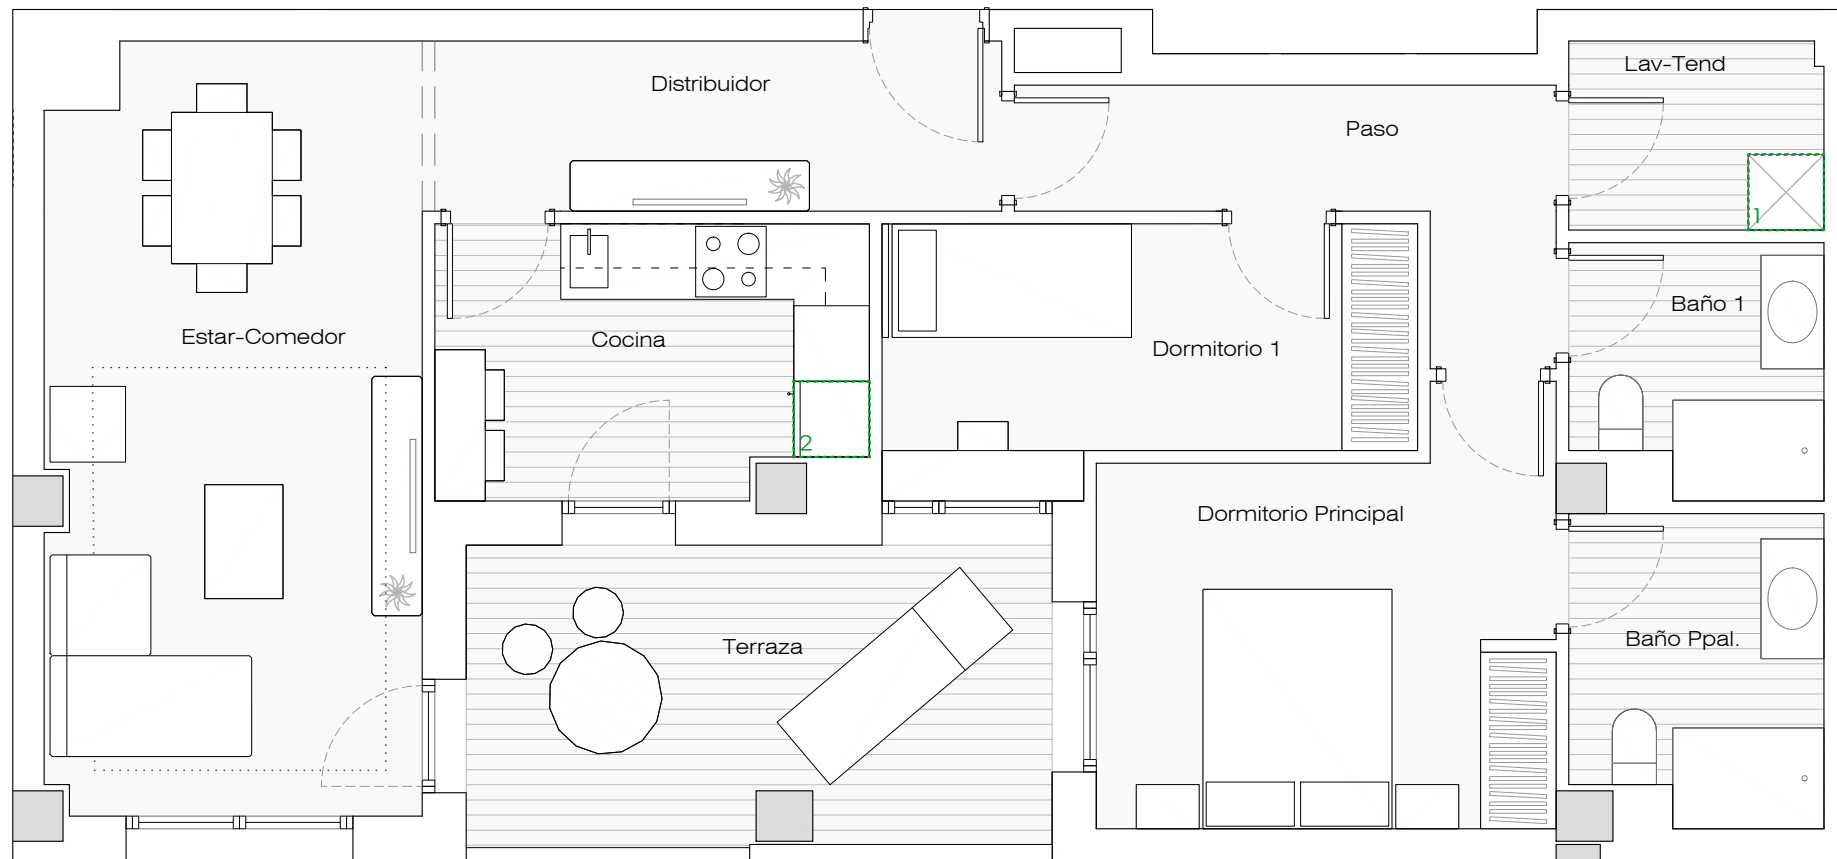 Lav-Tend
Distribuidor
Paso
1
Baño 1
Estar-Comedor
Cocina
Dormitorio 1
2
Dormitorio Principal
Terraza
Baño Ppal.